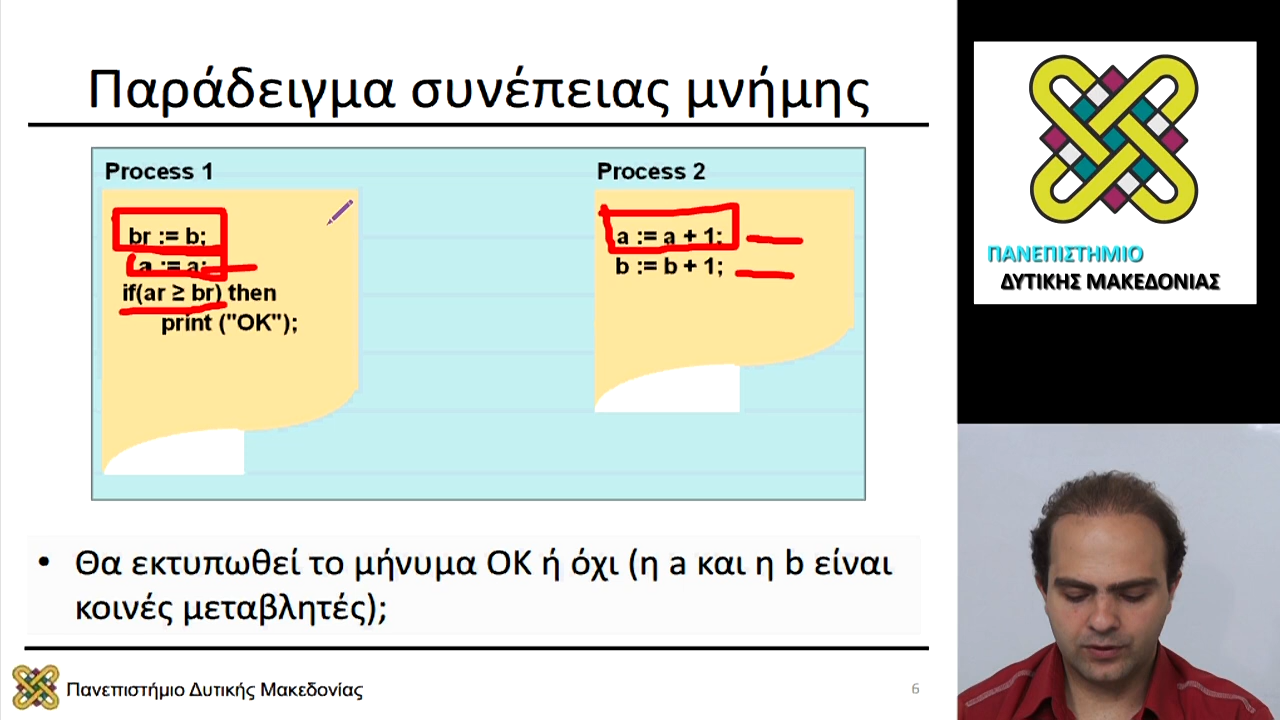 Παράδειγμα συνέπειας μνήμης
Process 1
br := b;
a := a;
if(ar ≥ br) then
print ("OK");
Process 2
a := a + 1;
b := b + 1;
• Θα εκτυπωθεί το μήνυμα OK ή όχι (η a και η b είναι
κοινές μεταβλητές);
Πανεπιστήμιο Δυτικής Μακεδονίας
6
ΠΑΝΕΠΙΣΤΗΜΙΟ
ΔΥΤΙΚΗΣ ΜΑΚΕΔΟΝΙΑΣ